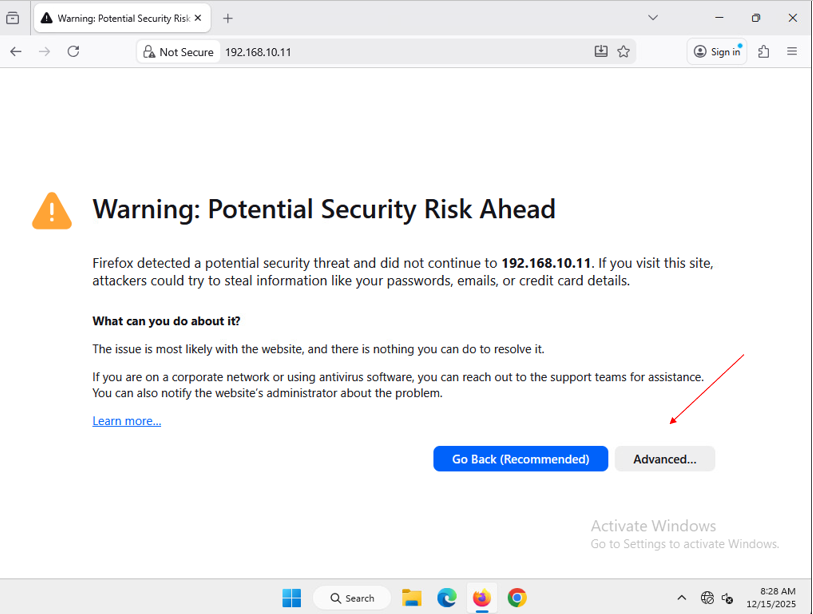 Warning: Potential Security Risk
Not Secure
192.168.10.11
Sign in
Warning: Potential Security Risk Ahead
Firefox detected a potential security threat and did not continue to 192.168.10.11. If you visit this site,
attackers could try to steal information like your passwords, emails, or credit card details.
What can you do about it?
The issue is most likely with the website, and there is nothing you can do to resolve it.
If you are on a corporate network or using antivirus software, you can reach out to the support teams for assistance.
You can also notify the website's administrator about the problem.
Learn more...
Go Back (Recommended)
Advanced...
Activate Windows
Go to Settings to activate Windows.
Search
8:28 AM
12/15/2025